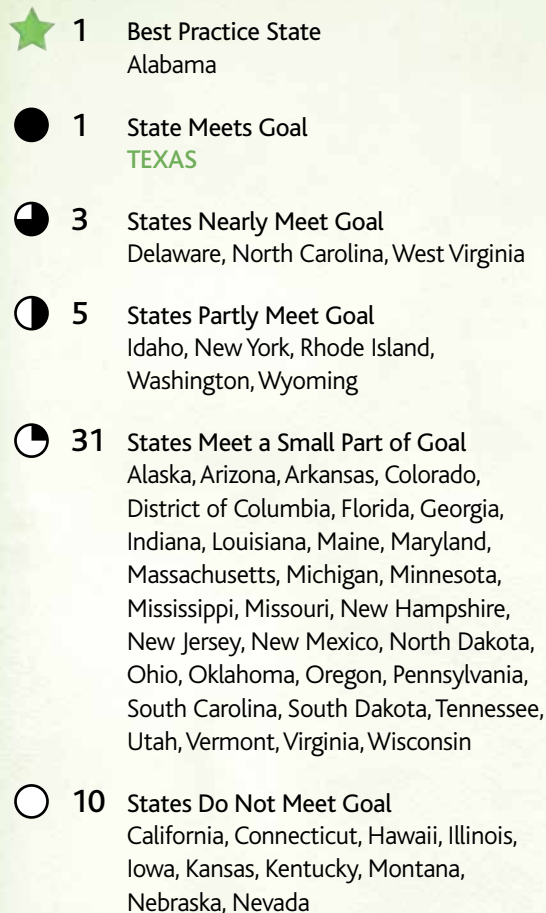 1 Best Practice State
Alabama
1 State Meets Goal
TEXAS
3 States Nearly Meet Goal
Delaware, North Carolina, West Virginia
5 States Partly Meet Goal
Idaho, New York, Rhode Island,
Washington, Wyoming
31 States Meet a Small Part of Goal
Alaska, Arizona, Arkansas, Colorado,
District of Columbia, Florida, Georgia,
Indiana, Louisiana, Maine, Maryland,
Massachusetts, Michigan, Minnesota,
Mississippi, Missouri, New Hampshire,
New Jersey, New Mexico, North Dakota,
Ohio, Oklahoma, Oregon, Pennsylvania,
South Carolina, South Dakota, Tennessee,
Utah, Vermont, Virginia, Wisconsin
10 States Do Not Meet Goal
California, Connecticut, Hawaii, Illinois,
Iowa, Kansas, Kentucky, Montana,
Nebraska, Nevada